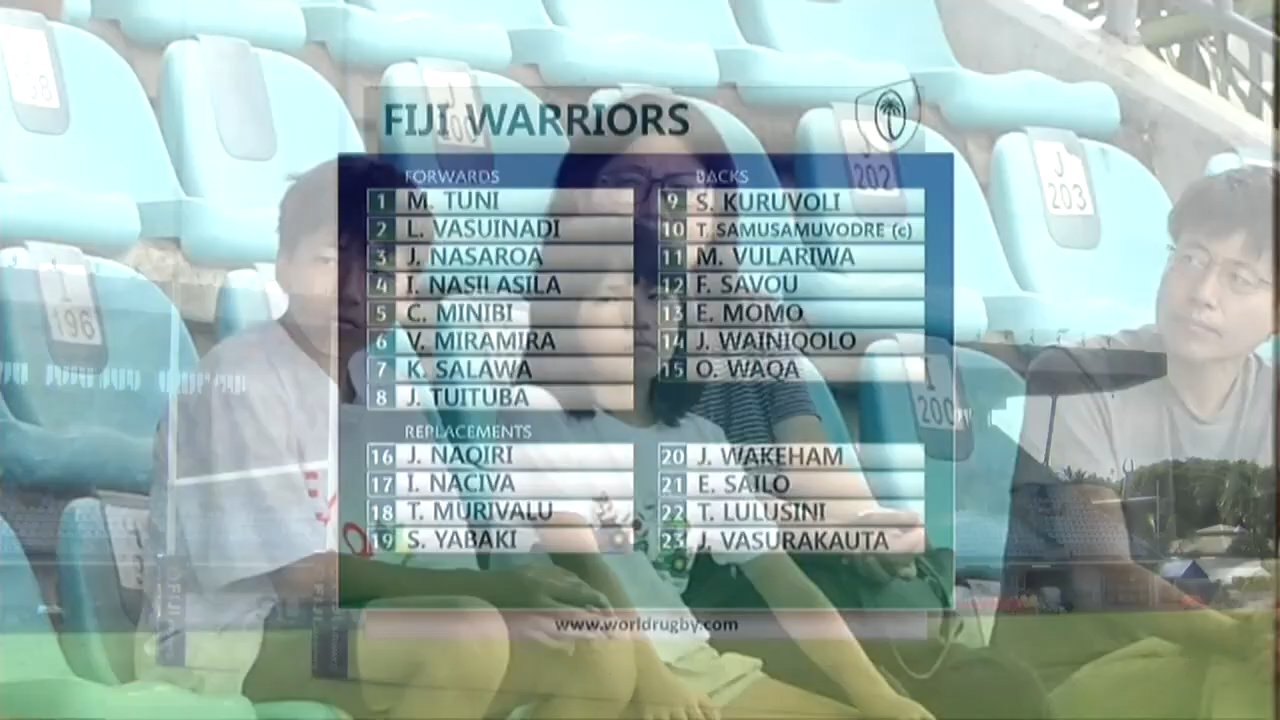 FIJI WARRIORS
FORWARDS
1 M. TUNI
2 L. VASUINADI
3 J. NASAROA
4 I. NASILASILA
5 C. MINIBI
6 V. MIRAMIRA
7 K. SALAWA
8 J. TUITUBA
BACKS
9 S. KURUVOLI
10 T. SAMUSAMUVODRE (c)
11 M. VULARIWA
12 F. SAVOU
13 E. MOMO
14 J. WAINIQOLO
15 O. WAQA
REPLACEMENTS
16 J. NAQIRI
17 I. NACIVA
18 T. MURIVALU
19 S. YABAKI
20 J. WAKEHAM
21 E. SAILO
22 T. LULUSINI
23 J. VASURAKAUTA
www.worldrugby.com
J
202
J
203
196
200